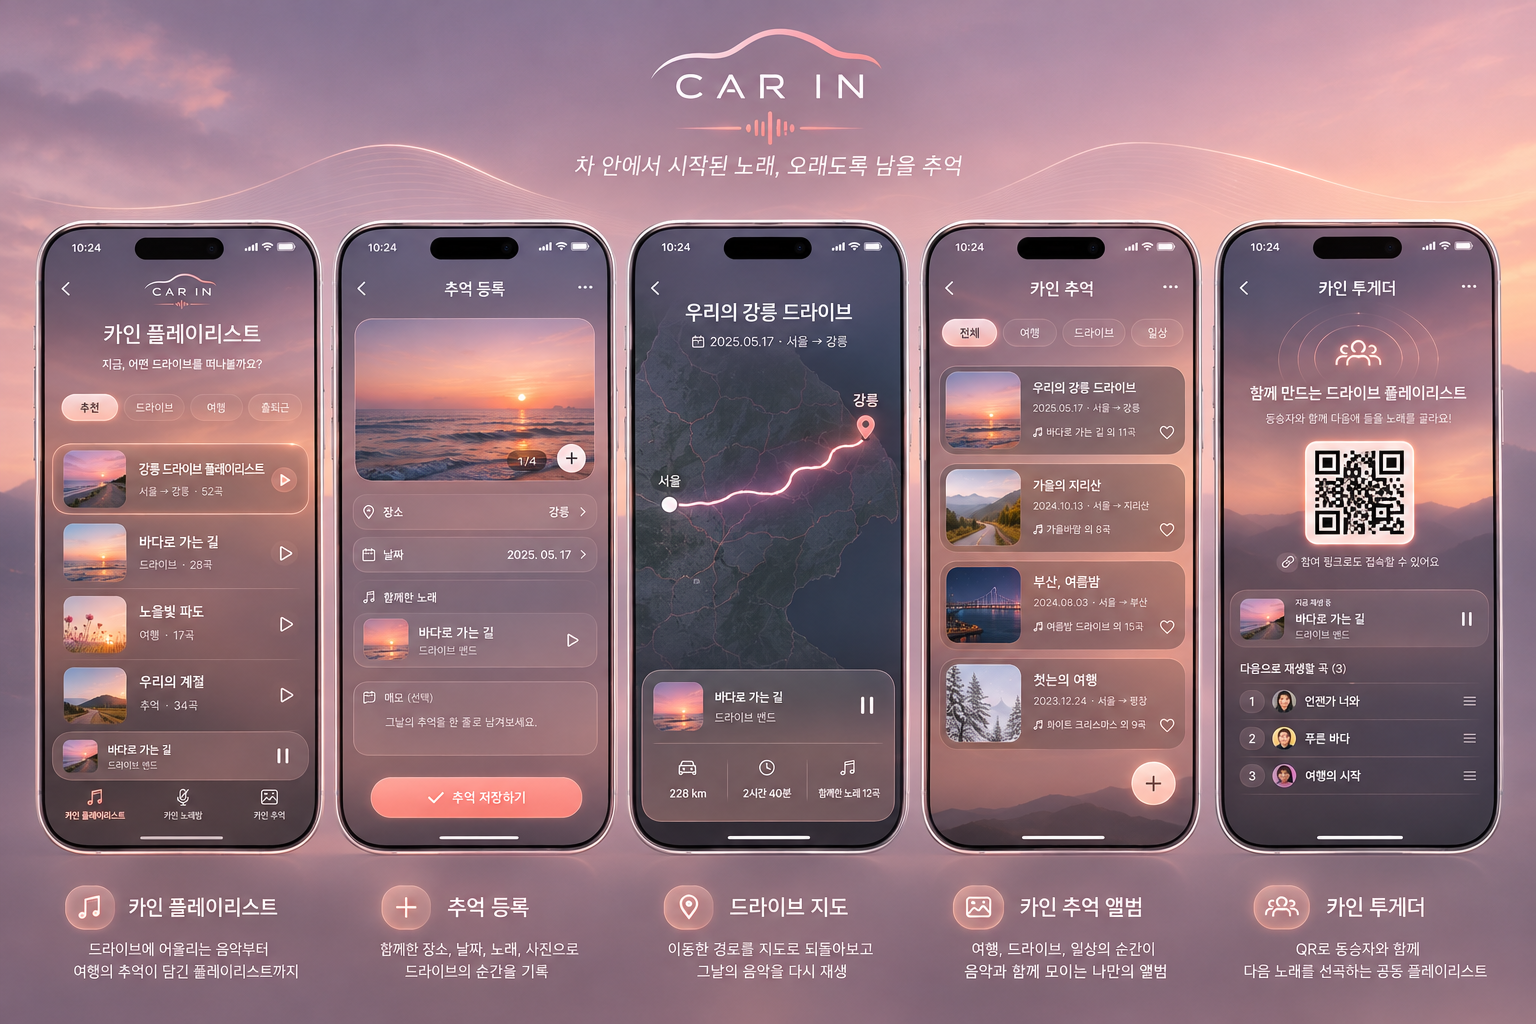 CAR IN
차 안에서 시작된 노래, 오래도록 남을 추억
10:24
CAR IN
카인 플레이리스트
지금, 어떤 드라이브를 떠나볼까요?
추천
드라이브
여행
출퇴근
강릉 드라이브 플레이리스트
서울 → 강릉 · 52곡
바다로 가는 길
드라이브 · 28곡
노을빛 파도
여행 · 17곡
우리의 계절
추억 · 34곡
바다로 가는 길
드라이브 밴드
카인 플레이리스트
카인 노래방
카인 추억
10:24
추억 등록
1/4
장소
강릉
날짜
2025. 05. 17
함께한 노래
바다로 가는 길
드라이브 밴드
메모 (선택)
그날의 추억을 한 줄로 남겨보세요.
추억 저장하기
10:24
우리의 강릉 드라이브
2025.05.17 · 서울 → 강릉
강릉
서울
바다로 가는 길
드라이브 밴드
228 km
2시간 40분
함께한 노래 12곡
10:24
카인 추억
전체
여행
드라이브
일상
우리의 강릉 드라이브
2025.05.17 · 서울 → 강릉
바다로 가는 길 외 11곡
가을의 지리산
2024.10.13 · 서울 → 지리산
가을바람 외 8곡
부산, 여름밤
2024.08.03 · 서울 → 부산
여름밤 드라이브 외 15곡
첫눈의 여행
2023.12.24 · 서울 → 평창
화이트 크리스마스 외 9곡
10:24
카인 투게더
함께 만드는 드라이브 플레이리스트
동승자와 함께 다음에 들을 노래를 골라요!
참여 링크로도 접속할 수 있어요
지금 재생 중
바다로 가는 길
드라이브 밴드
다음으로 재생할 곡 (3)
1
언젠가 너와
2
푸른 바다
3
여행의 시작
카인 플레이리스트
드라이브에 어울리는 음악부터
여행의 추억이 담긴 플레이리스트까지
추억 등록
함께한 장소, 날짜, 노래, 사진으로
드라이브의 순간을 기록
드라이브 지도
이동한 경로를 지도로 되돌아보고
그날의 음악을 다시 재생
카인 추억 앨범
여행, 드라이브, 일상의 순간이
음악과 함께 모이는 나만의 앨범
카인 투게더
QR로 동승자와 함께
다음 노래를 선곡하는 공동 플레이리스트